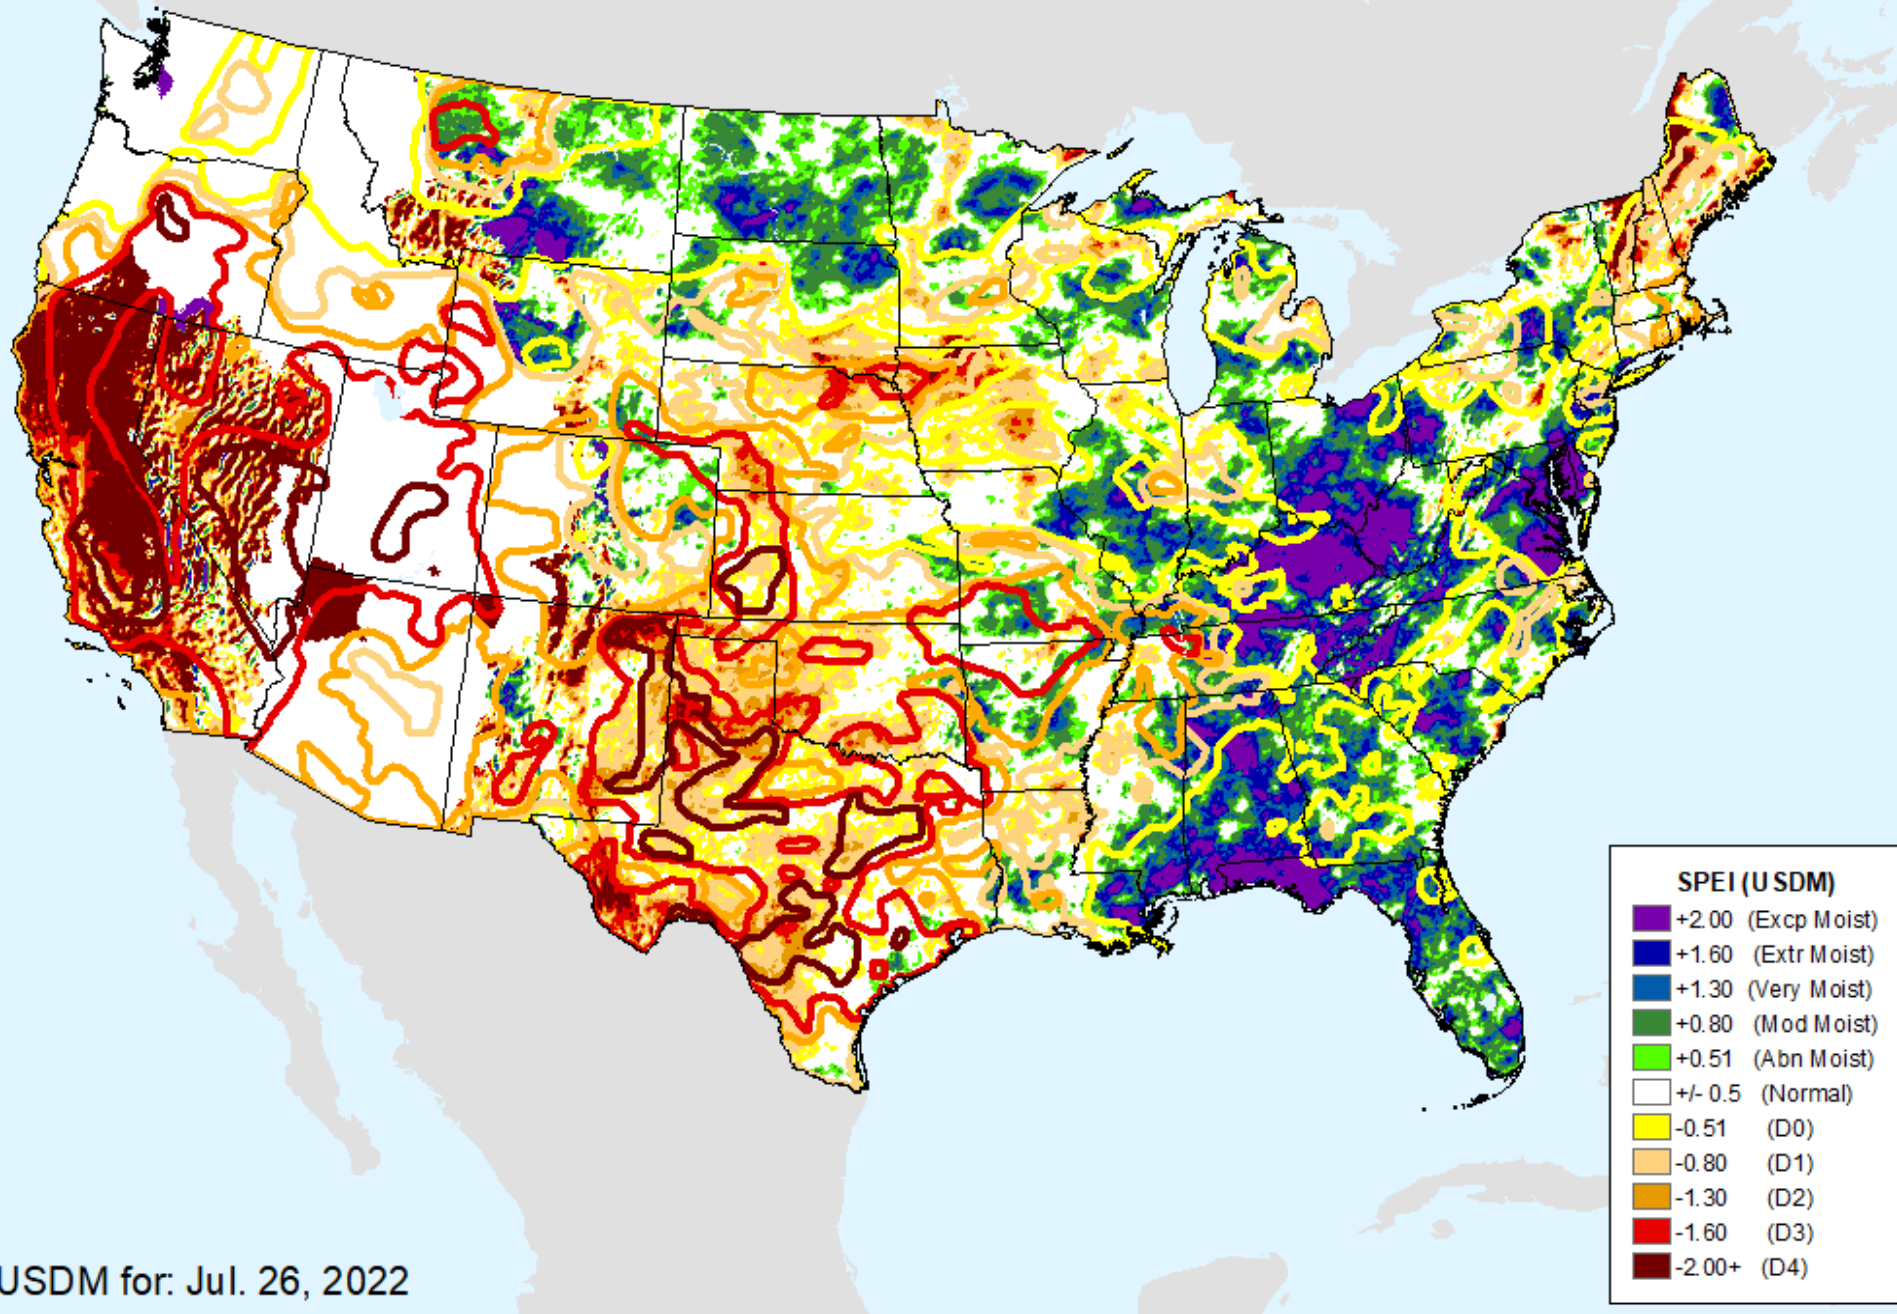 SPEI (USDM)
+2.00 (Excp Moist)
+1.60 (Extr Moist)
+1.30 (Very Moist)
+0.80 (Mod Moist)
+0.51 (Abn Moist)
+/- 0.5 (Normal)
-0.51 (D0)
-0.80 (D1)
-1.30 (D2)
-1.60 (D3)
-2.00+ (D4)
USDM for: Jul. 26, 2022